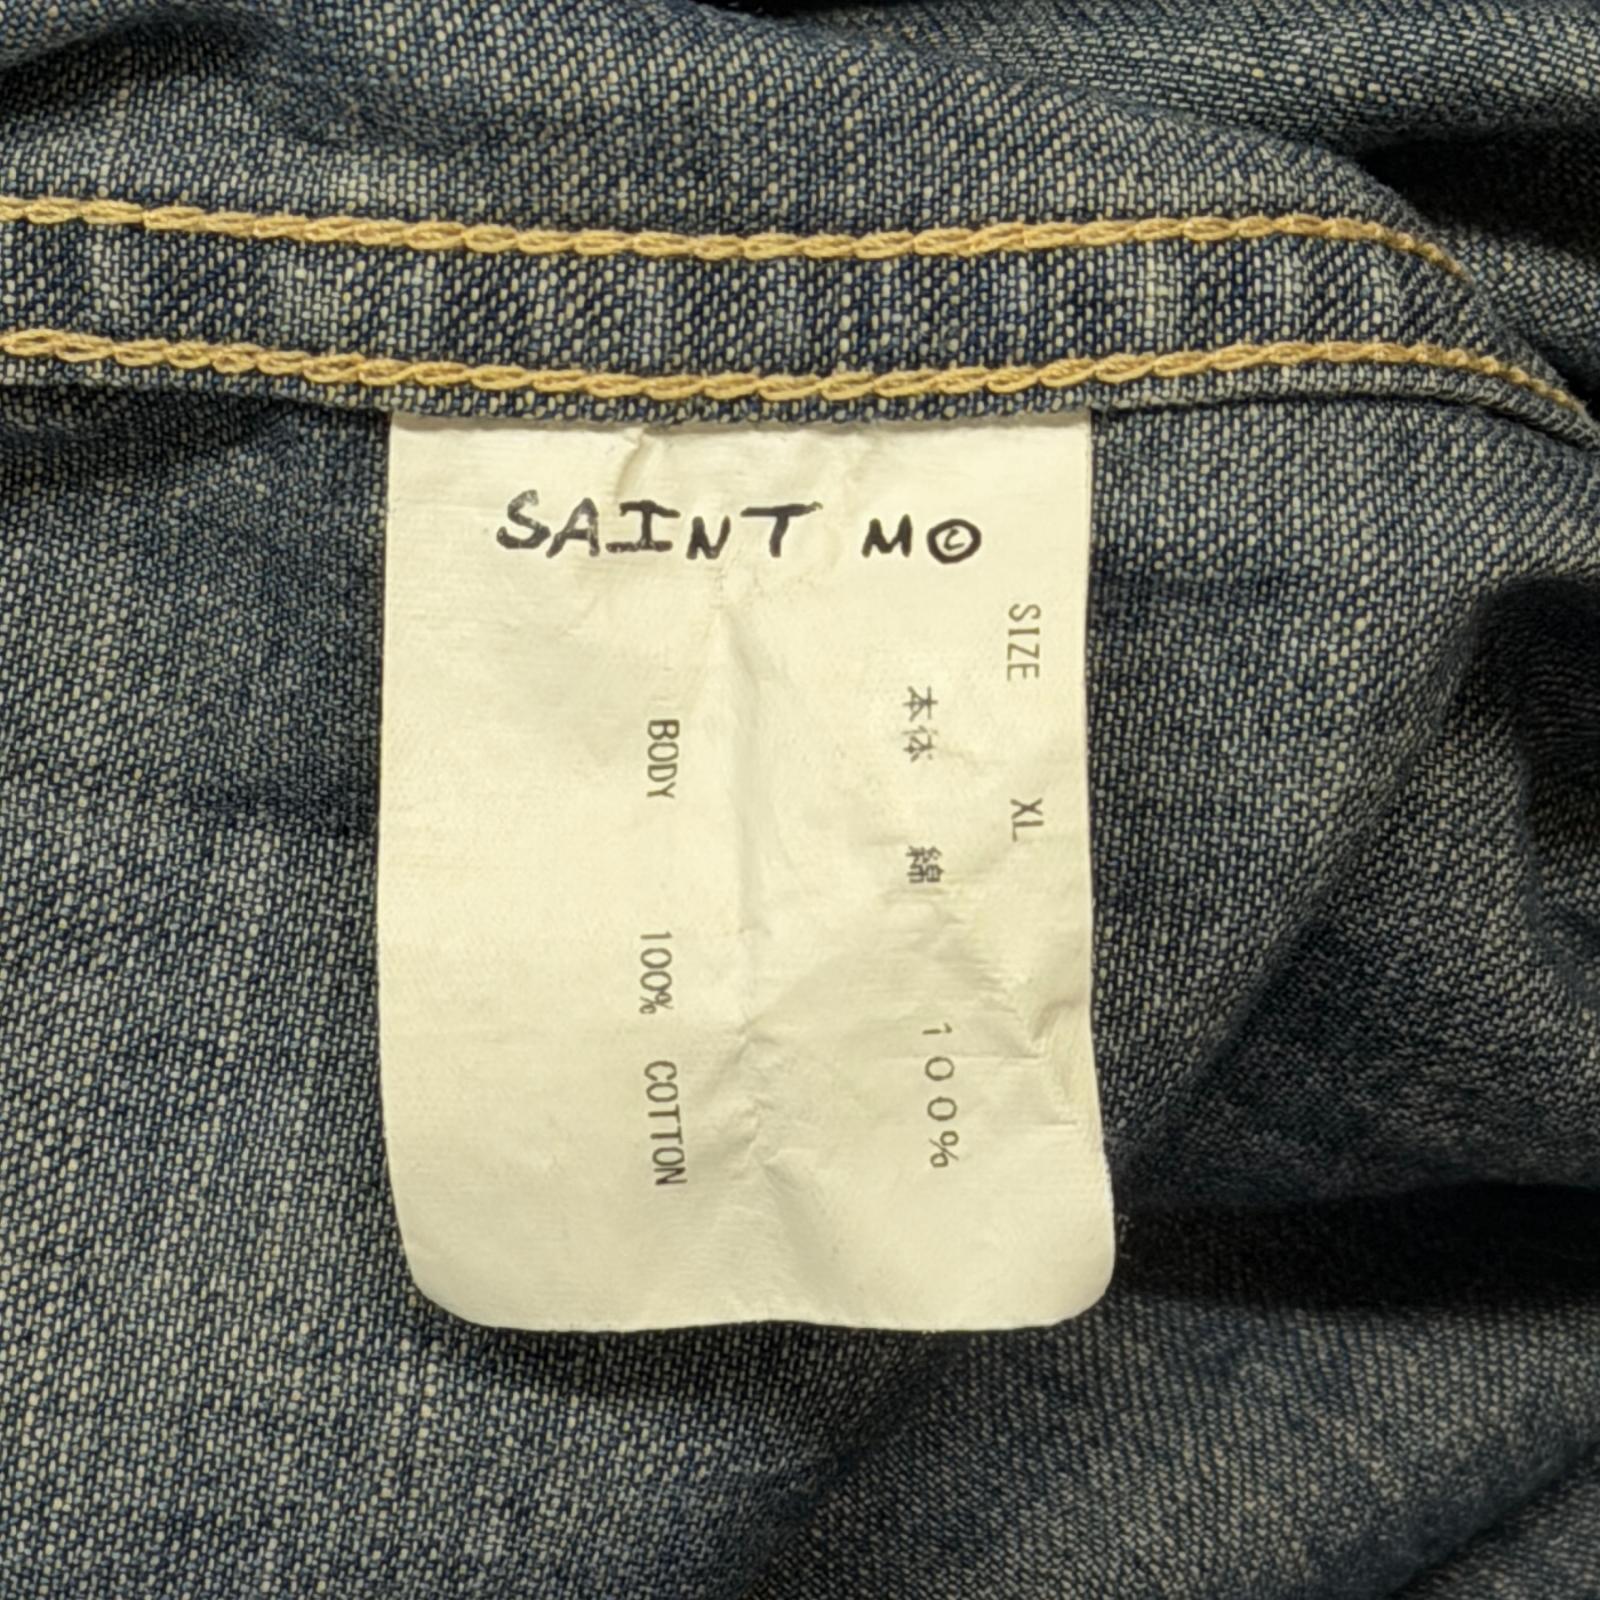 SAINT M©
SIZE XL
本体 綿 100%
BODY 100% COTTON